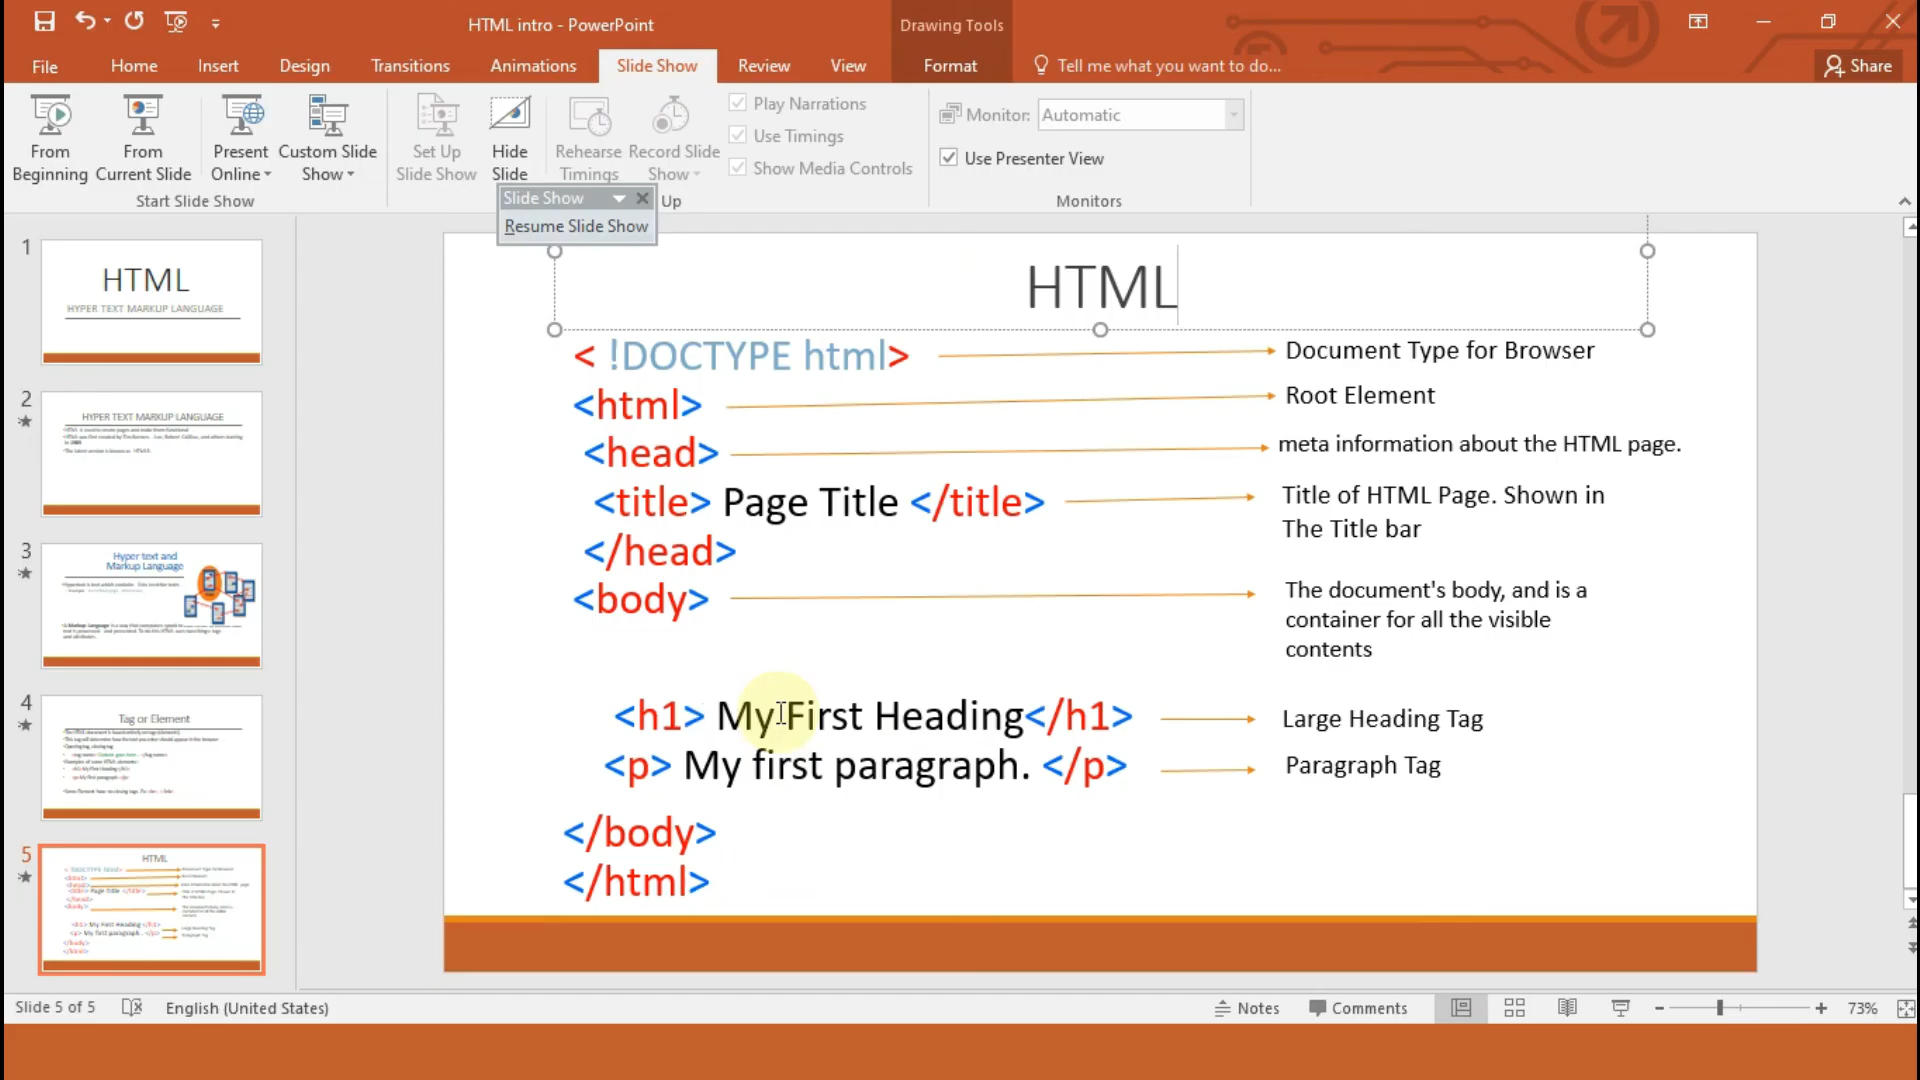 HTML intro - PowerPoint
Drawing Tools
File Home Insert Design Transitions Animations Slide Show Review View Format Tell me what you want to do... Share
From Beginning
From Current Slide
Present Online
Custom Slide Show
Set Up Slide Show
Hide Slide
Rehearse Timings
Record Slide Show
Play Narrations
Use Timings
Show Media Controls
Monitor: Automatic
Use Presenter View
Start Slide Show
Up
Monitors
Slide Show
Resume Slide Show
1
HTML
HYPER TEXT MARKUP LANGUAGE
2
HYPER TEXT MARKUP LANGUAGE
3
Hyper text and
Markup Language
4
Tag or Element
5
HTML
HTML
< !DOCTYPE html> Document Type for Browser
<html> Root Element
<head> meta information about the HTML page.
<title> Page Title </title> Title of HTML Page. Shown in
The Title bar
</head>
<body> The document's body, and is a
container for all the visible
contents
<h1> My First Heading</h1> Large Heading Tag
<p> My first paragraph. </p> Paragraph Tag
</body>
</html>
Slide 5 of 5 English (United States) Notes Comments 73%